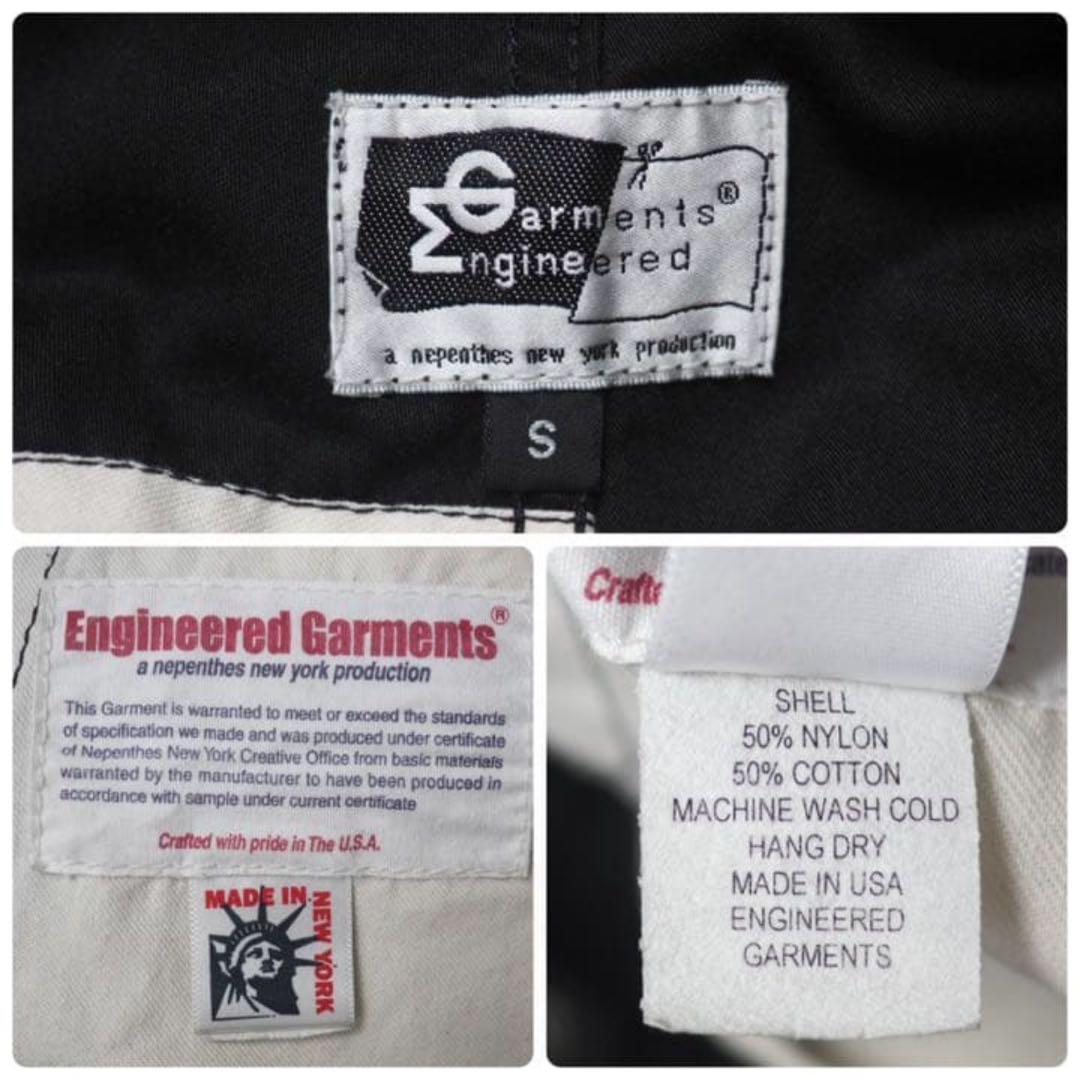 Garments®
Engineered
a nepenthes new york production
S
Engineered Garments®
a nepenthes new york production
This Garment is warranted to meet or exceed the standards
of specification we made and was produced under certificate
of Nepenthes New York Creative Office from basic materials
warranted by the manufacturer to have been produced in
accordance with sample under current certificate
Crafted with pride in The U.S.A.
MADE IN
NEW YORK
SHELL
50% NYLON
50% COTTON
MACHINE WASH COLD
HANG DRY
MADE IN USA
ENGINEERED
GARMENTS